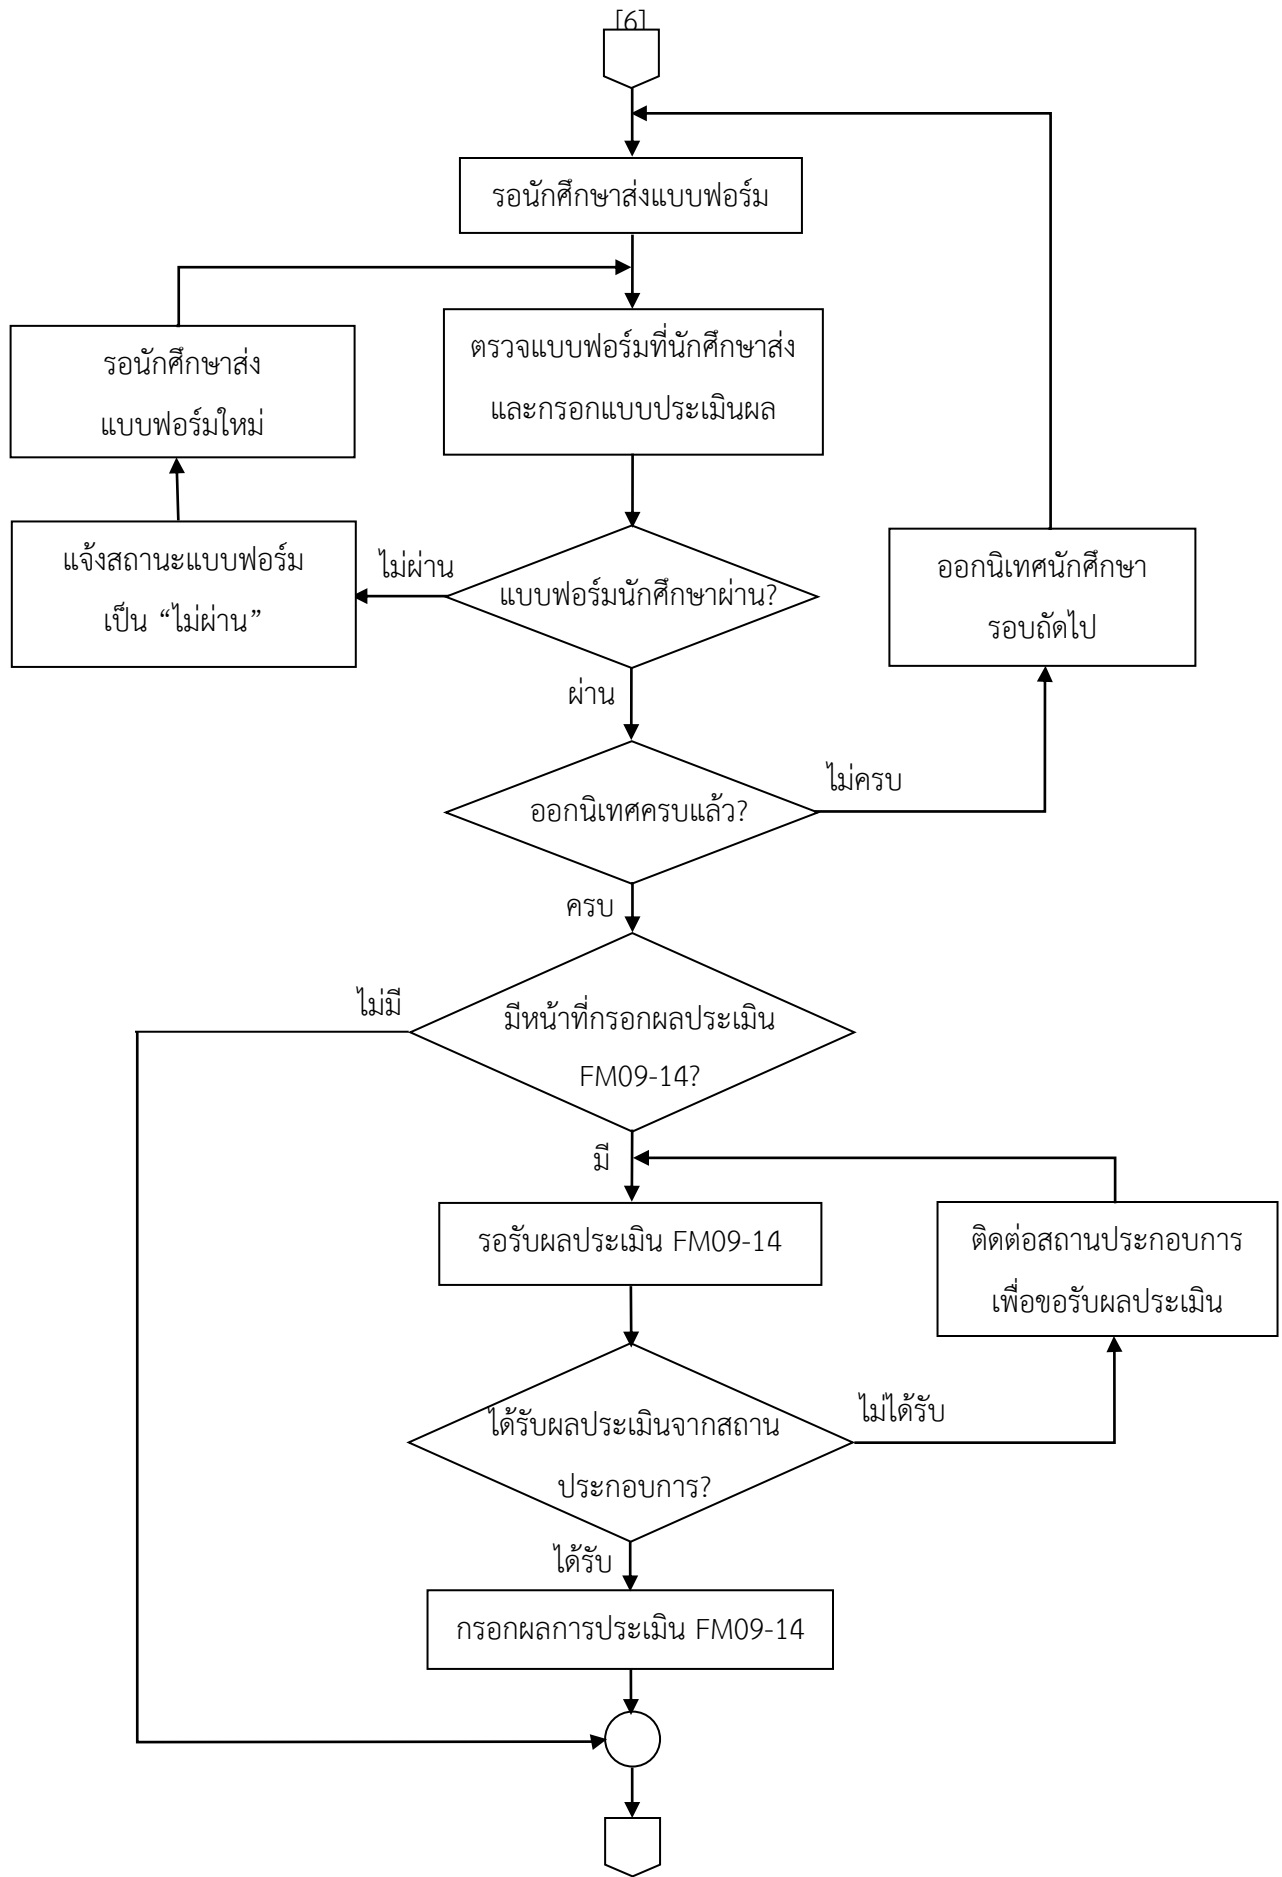 [6]
รอนักศึกษาส่งแบบฟอร์ม
รอนักศึกษาส่ง
แบบฟอร์มใหม่
ตรวจแบบฟอร์มที่นักศึกษาส่ง
และกรอกแบบประเมินผล
แจ้งสถานะแบบฟอร์ม
เป็น “ไม่ผ่าน”
ไม่ผ่าน
แบบฟอร์มนักศึกษาผ่าน?
ออกนิเทศนักศึกษา
รอบถัดไป
ผ่าน
ออกนิเทศครบแล้ว?
ไม่ครบ
ครบ
ไม่มี
มีหน้าที่กรอกผลประเมิน
FM09-14?
มี
รอรับผลประเมิน FM09-14
ติดต่อสถานประกอบการ
เพื่อขอรับผลประเมิน
ได้รับผลประเมินจากสถาน
ประกอบการ?
ไม่ได้รับ
ได้รับ
กรอกผลการประเมิน FM09-14